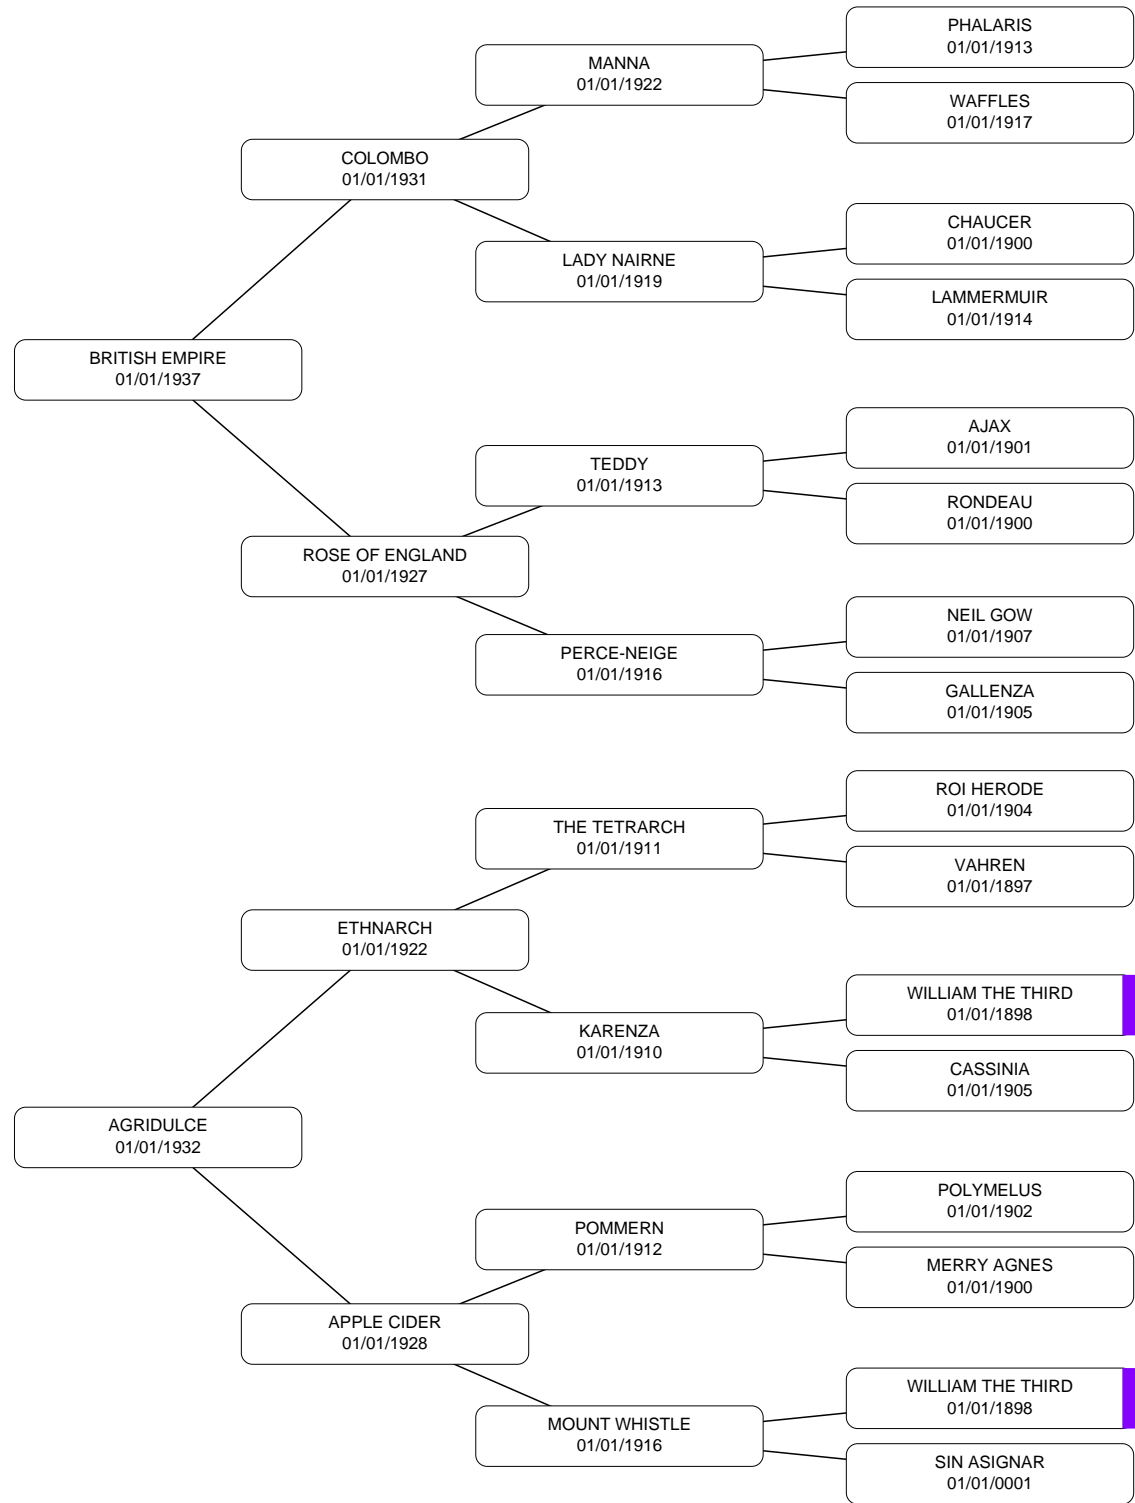 PHALARIS
01/01/1913
MANNA
01/01/1922
WAFFLES
01/01/1917
COLOMBO
01/01/1931
CHAUCER
01/01/1900
LADY NAIRNE
01/01/1919
LAMMERMUIR
01/01/1914
BRITISH EMPIRE
01/01/1937
AJAX
01/01/1901
TEDDY
01/01/1913
RONDEAU
01/01/1900
ROSE OF ENGLAND
01/01/1927
NEIL GOW
01/01/1907
PERCE-NEIGE
01/01/1916
GALLENZA
01/01/1905
ROI HERODE
01/01/1904
THE TETRARCH
01/01/1911
VAHREN
01/01/1897
ETHNARCH
01/01/1922
WILLIAM THE THIRD
01/01/1898
KARENZA
01/01/1910
CASSINIA
01/01/1905
AGRIDULCE
01/01/1932
POLYMELUS
01/01/1902
POMMERN
01/01/1912
MERRY AGNES
01/01/1900
APPLE CIDER
01/01/1928
WILLIAM THE THIRD
01/01/1898
MOUNT WHISTLE
01/01/1916
SIN ASIGNAR
01/01/0001